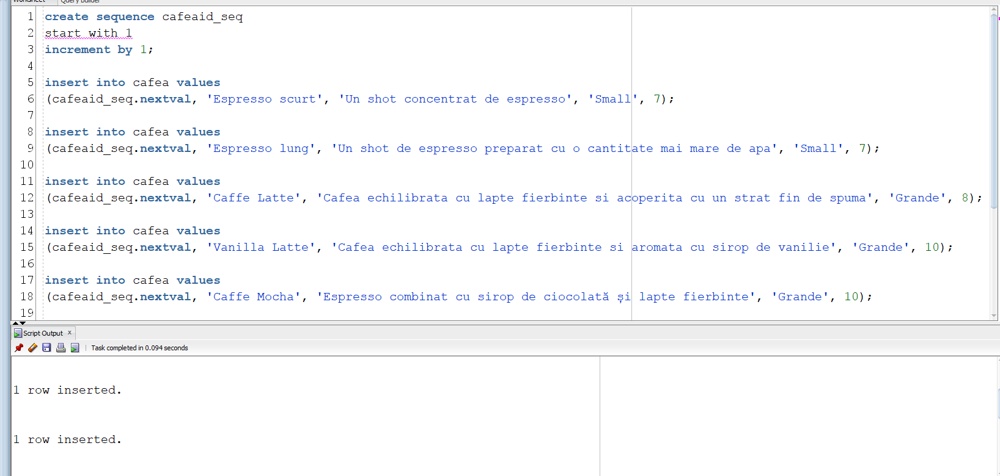 Worksheet Query Builder
1 create sequence cafeaid_seq
2 start with 1
3 increment by 1;
4
5 insert into cafea values
6 (cafeaid_seq.nextval, 'Espresso scurt', 'Un shot concentrat de espresso', 'Small', 7);
7
8 insert into cafea values
9 (cafeaid_seq.nextval, 'Espresso lung', 'Un shot de espresso preparat cu o cantitate mai mare de apa', 'Small', 7);
10
11 insert into cafea values
12 (cafeaid_seq.nextval, 'Caffe Latte', 'Cafea echilibrata cu lapte fierbinte si acoperita cu un strat fin de spuma', 'Grande', 8);
13
14 insert into cafea values
15 (cafeaid_seq.nextval, 'Vanilla Latte', 'Cafea echilibrata cu lapte fierbinte si aromata cu sirop de vanilie', 'Grande', 10);
16
17 insert into cafea values
18 (cafeaid_seq.nextval, 'Caffe Mocha', 'Espresso combinat cu sirop de ciocolată și lapte fierbinte', 'Grande', 10);
19
Script Output x
Task completed in 0.094 seconds
1 row inserted.
1 row inserted.